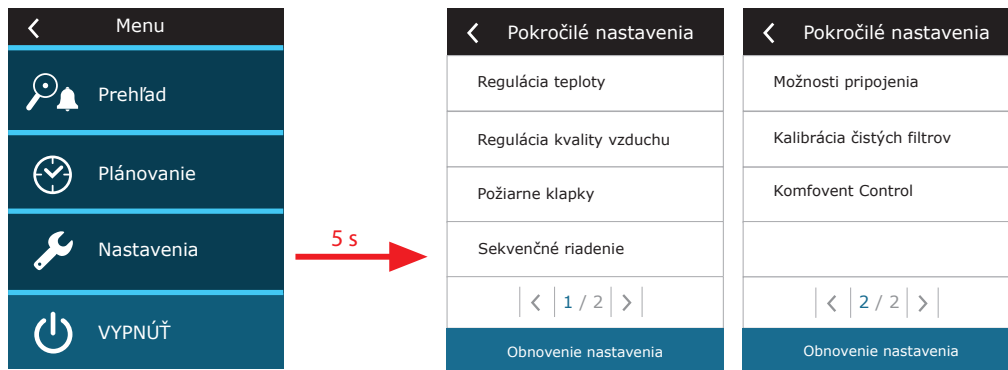 Menu
Prehľad
Plánovanie
Nastavenia
VYPNÚŤ
5 s
Pokročilé nastavenia
Regulácia teploty
Regulácia kvality vzduchu
Požiarne klapky
Sekvenčné riadenie
1 / 2
Obnovenie nastavenia
Pokročilé nastavenia
Možnosti pripojenia
Kalibrácia čistých filtrov
Komfovent Control
2 / 2
Obnovenie nastavenia